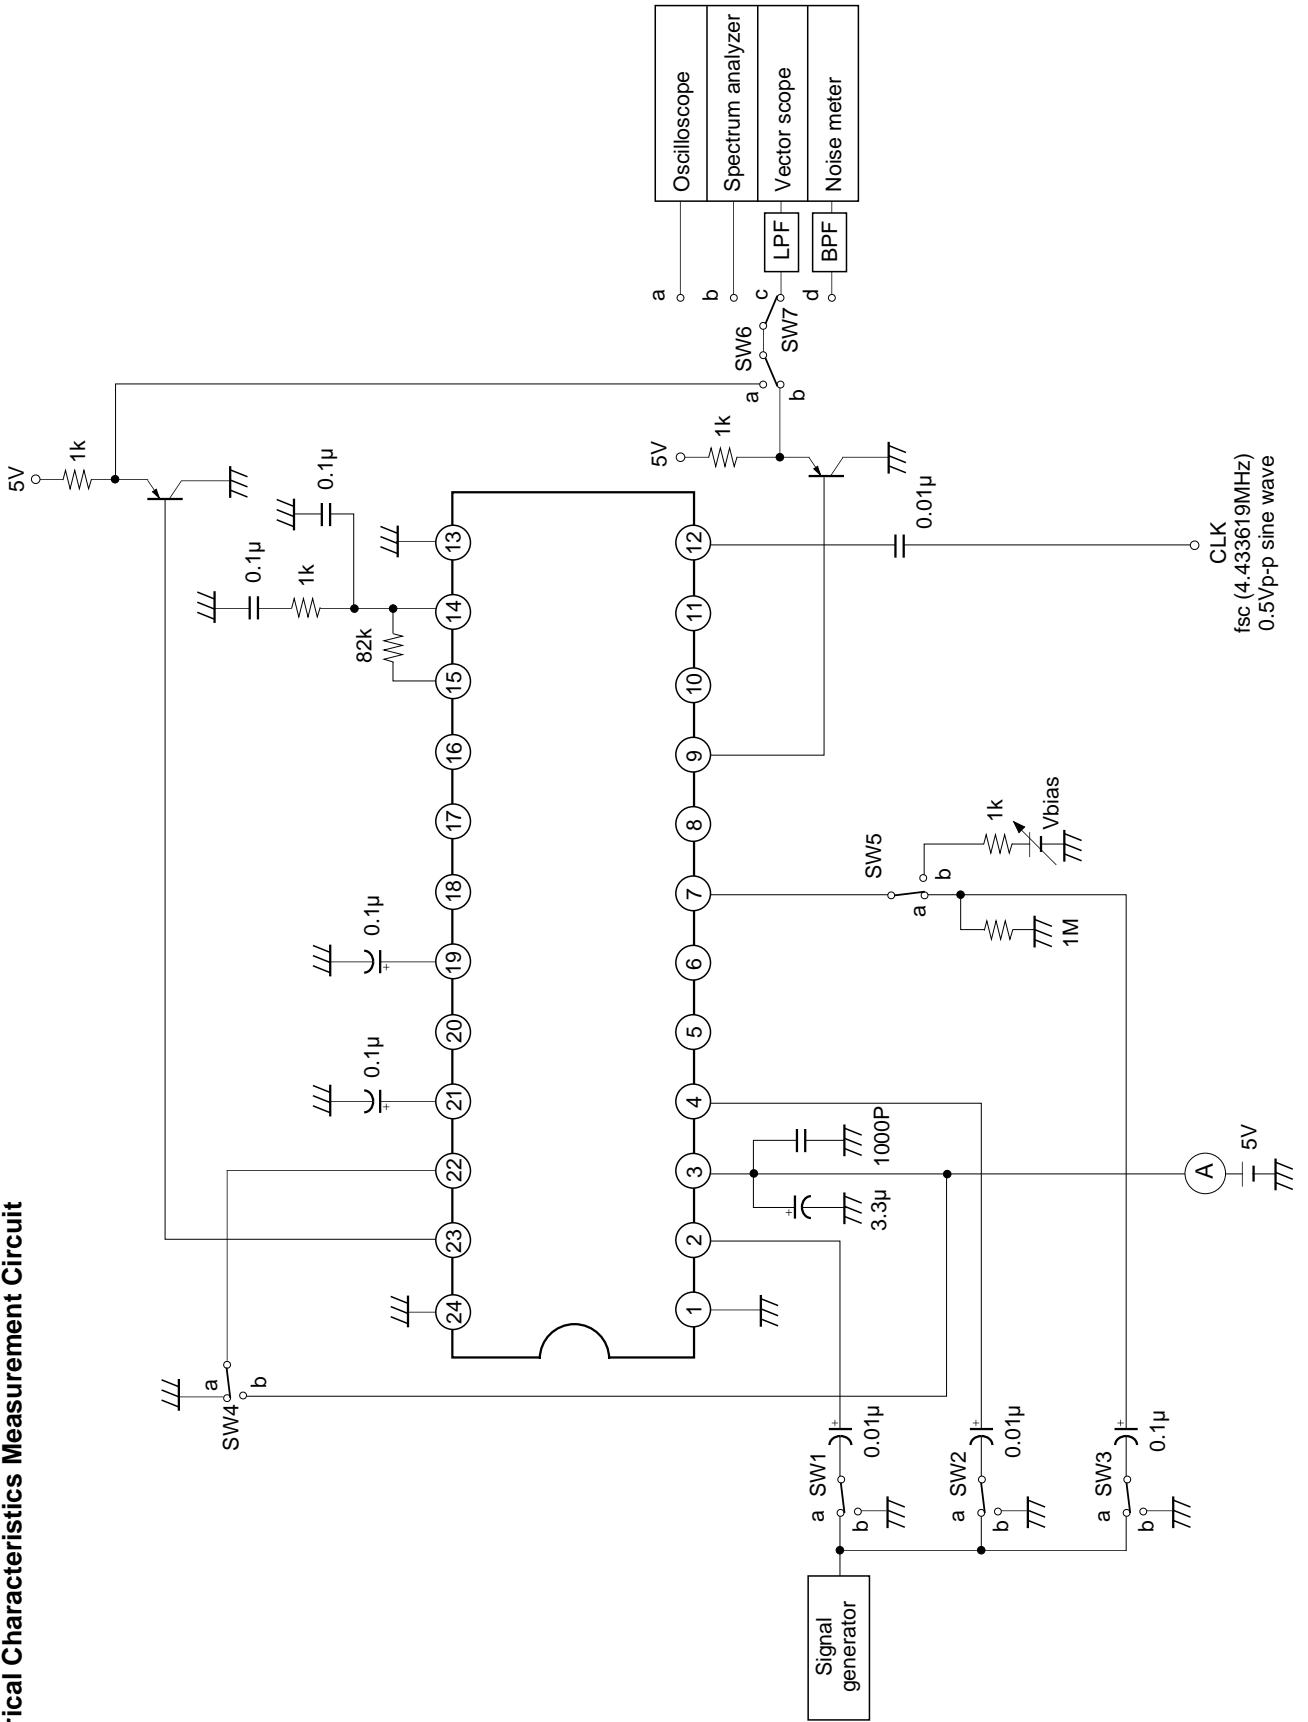 rical Characteristics Measurement Circuit
SW4
a
b
24
23
22
21
20
19
18
17
16
15
14
13
0.1µ
0.1µ
82k
1k
0.1µ
0.1µ
5V
1k
1
2
3
4
5
6
7
8
9
10
11
12
3.3µ
1000P
A
5V
Signal
generator
a
SW1
b
0.01µ
a
SW2
b
0.01µ
a
SW3
b
0.1µ
SW5
a
b
1M
1k
Vbias
5V
1k
0.01µ
CLK
fsc (4.433619MHz)
0.5Vp-p sine wave
a
b
SW6
SW7
a
b
c
d
LPF
BPF
Oscilloscope
Spectrum analyzer
Vector scope
Noise meter